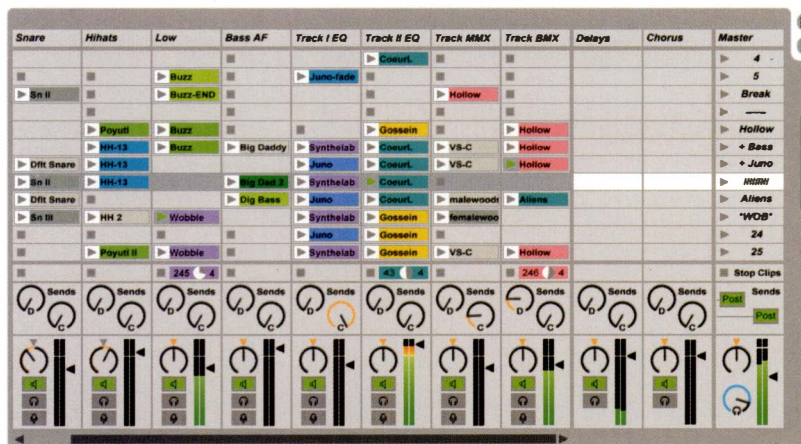 Snare Hihats Low Bass AF Track I EQ Track II EQ Track MMX Track BMX Delays Chorus Master
CoeurL 4
Buzz Juno-fade 5
Sn II Buzz-END Hollow Break
Poyutl Buzz Gossein Hollow Hollow
HH-13 Buzz Big Daddy Synthelab CoeurL VS-C Hollow + Bass
Dflt Snare HH-13 Juno CoeurL VS-C Hollow + Juno
Sn II HH-13 Big Dad 2 Synthelab CoeurL
Dflt Snare Dig Bass Juno CoeurL malewoods Aliens Aliens
Sn III HH 2 Wobble Synthelab Gossein femalewoo "WOB"
Juno Gossein 24
Poyutl II Wobble Synthelab Gossein VS-C Hollow 25
245 4 43 4 246 4 Stop Clips
Sends Sends Sends Sends Sends Sends Sends Sends Sends Sends Sends
D C D C D C D C D C D C D C D C D C D C Post Post